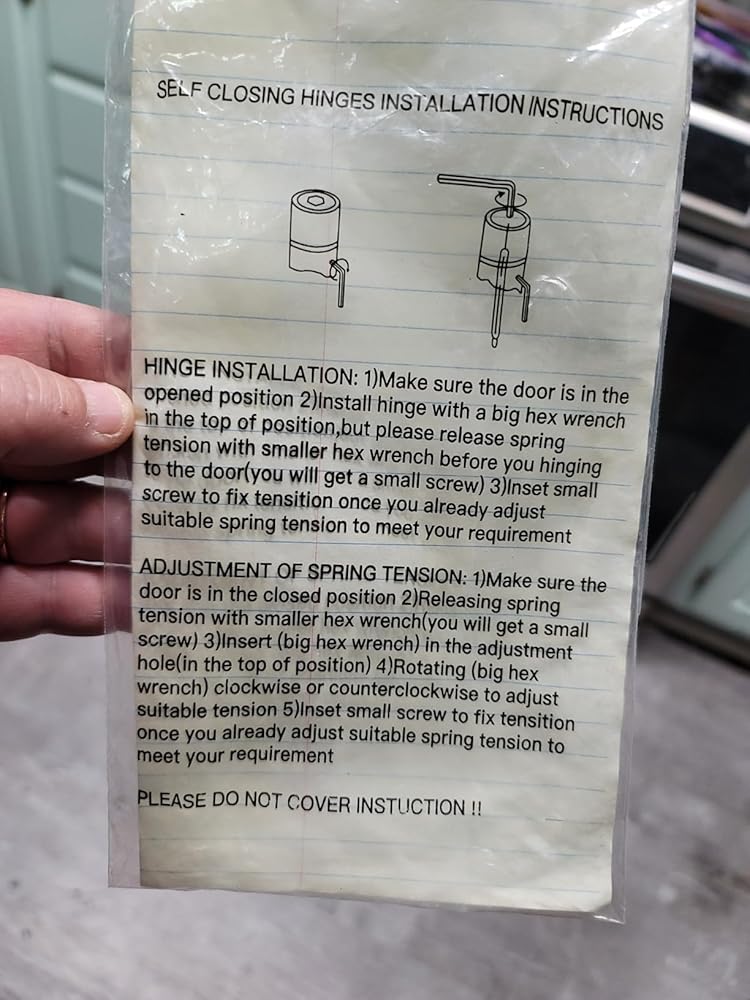 SELF CLOSING HINGES INSTALLATION INSTRUCTIONS
HINGE INSTALLATION: 1)Make sure the door is in the
opened position 2)Install hinge with a big hex wrench
in the top of position,but please release spring
tension with smaller hex wrench before you hinging
to the door(you will get a small screw) 3)Inset small
screw to fix tensition once you already adjust
suitable spring tension to meet your requirement
ADJUSTMENT OF SPRING TENSION: 1)Make sure the
door is in the closed position 2)Releasing spring
tension with smaller hex wrench(you will get a small
screw) 3)Insert (big hex wrench) in the adjustment
hole(in the top of position) 4)Rotating (big hex
wrench) clockwise or counterclockwise to adjust
suitable tension 5)Inset small screw to fix tensition
once you already adjust suitable spring tension to
meet your requirement
PLEASE DO NOT COVER INSTUCTION !!